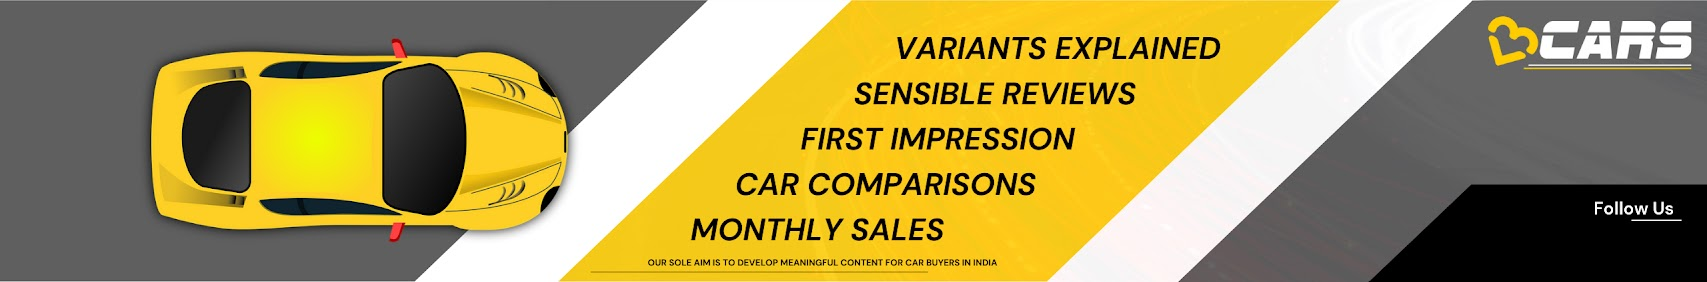 VARIANTS EXPLAINED
CARS
SENSIBLE REVIEWS
FIRST IMPRESSION
CAR COMPARISONS
Follow Us
MONTHLY SALES
OUR SOLE AIM IS TO DEVELOP MEANINGFUL CONTENT FOR CAR BUYERS IN INDIA